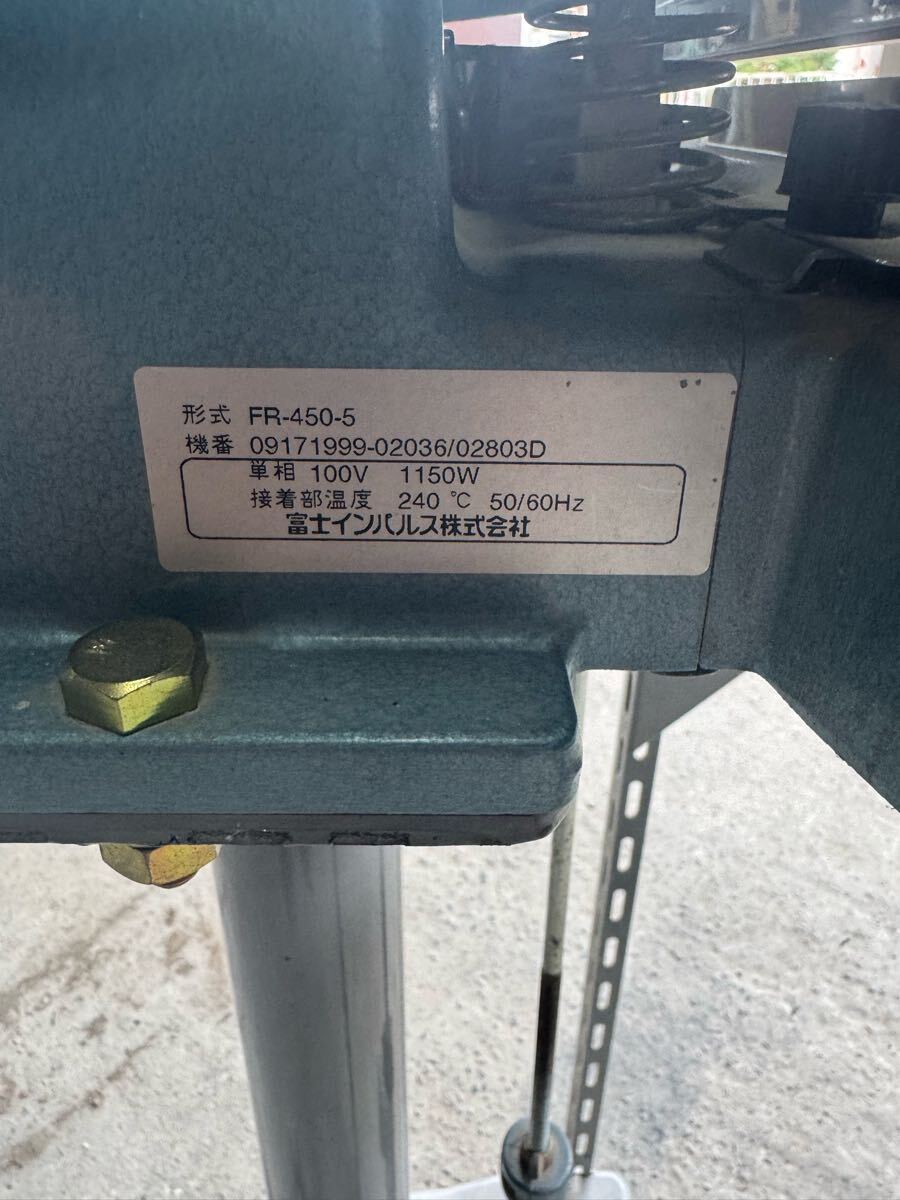 形式 FR-450-5
機番 09171999-02036/02803D
単相 100V 1150W
接着部温度 240 ℃ 50/60Hz
富士インパルス株式会社